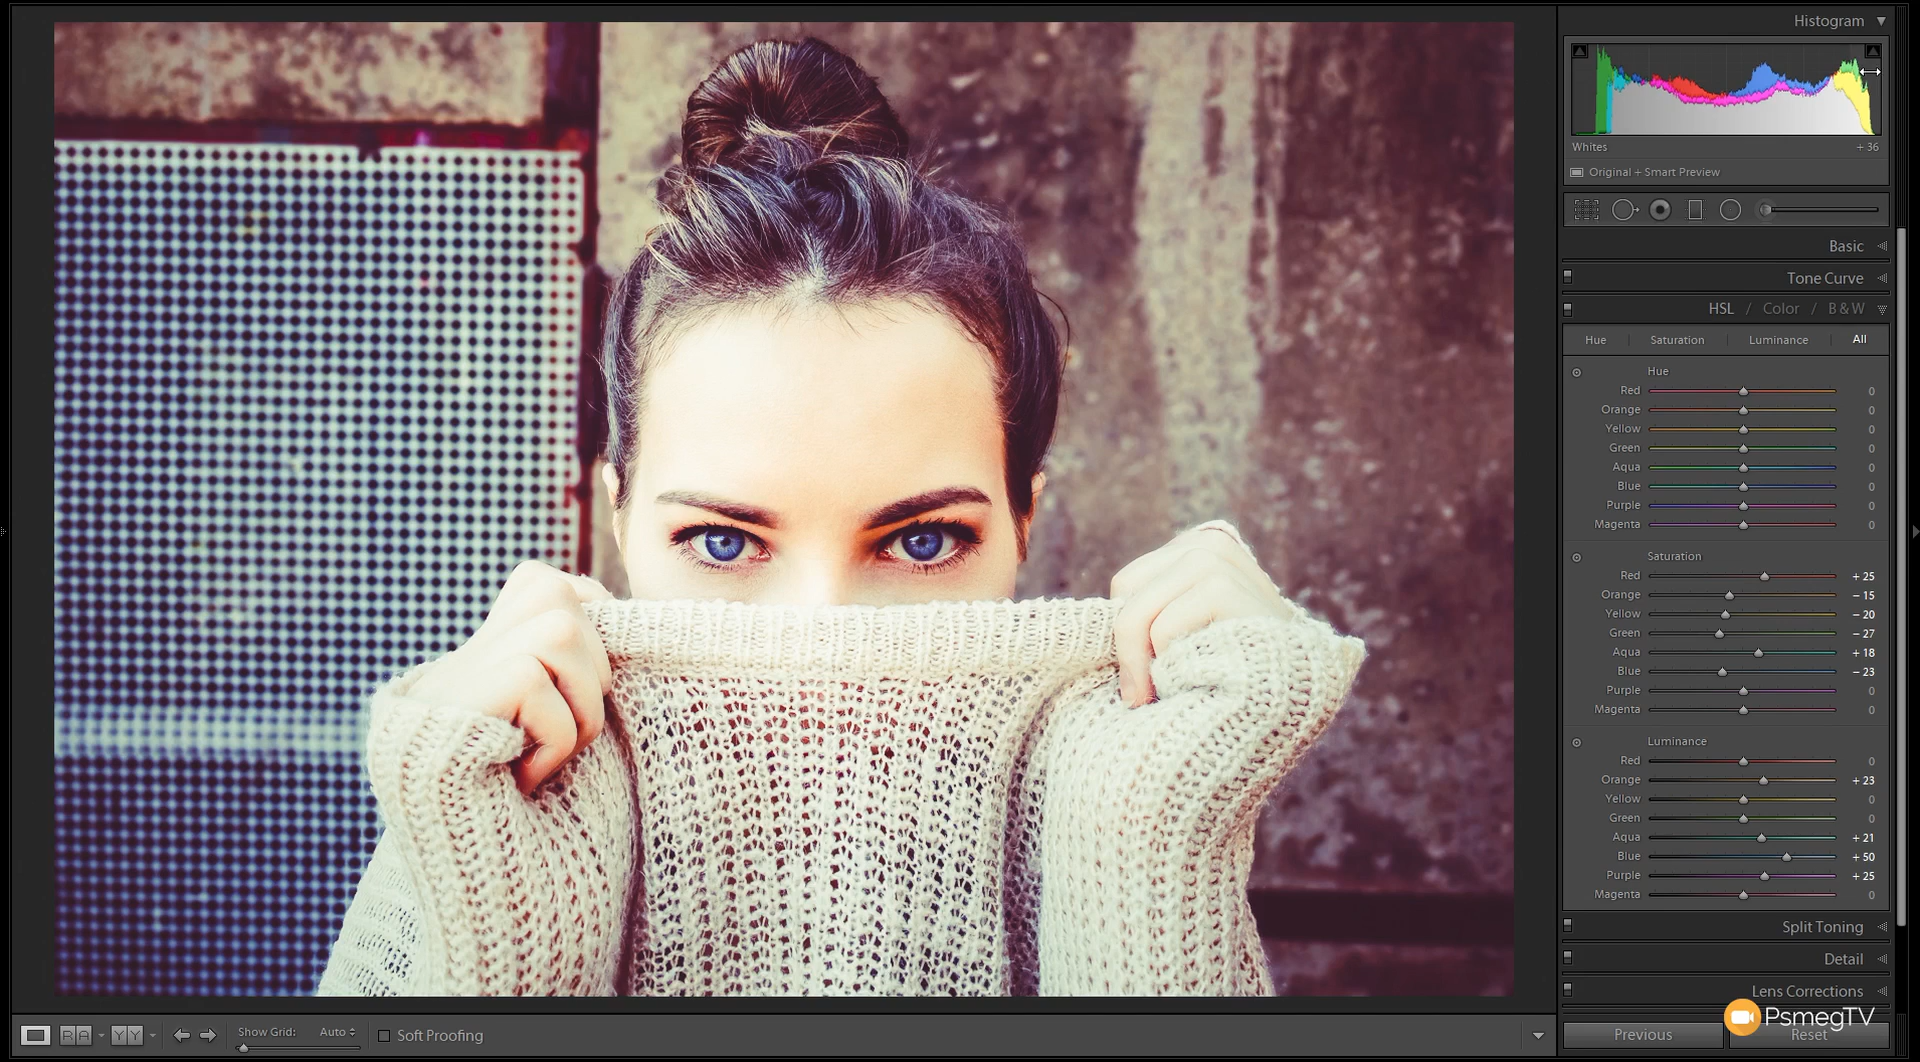 Histogram
Whites + 36
Original + Smart Preview
Basic
Tone Curve
HSL / Color / B & W
Hue Saturation Luminance All
Hue
Red 0
Orange 0
Yellow 0
Green 0
Aqua 0
Blue 0
Purple 0
Magenta 0
Saturation
Red + 25
Orange − 15
Yellow − 20
Green − 27
Aqua + 18
Blue − 23
Purple 0
Magenta 0
Luminance
Red 0
Orange + 23
Yellow 0
Green 0
Aqua + 21
Blue + 50
Purple + 25
Magenta 0
Split Toning
Detail
Lens Corrections
PsmegTV
RA YY Show Grid: Auto Soft Proofing
Previous Reset